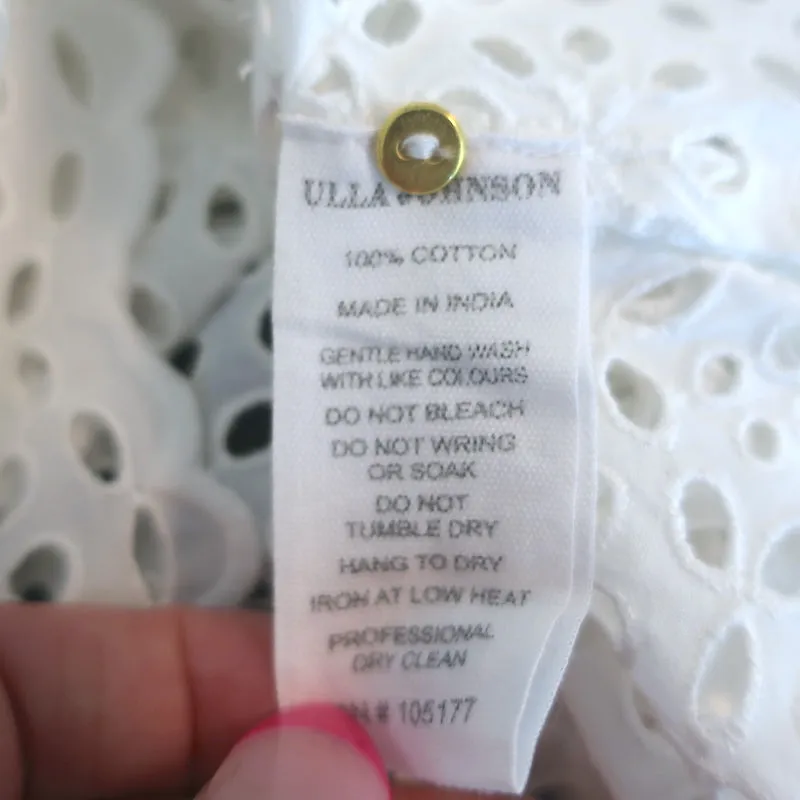 ULLA JOHNSON
100% COTTON
MADE IN INDIA
GENTLE HAND WASH
WITH LIKE COLOURS
DO NOT BLEACH
DO NOT WRING
OR SOAK
DO NOT
TUMBLE DRY
HANG TO DRY
IRON AT LOW HEAT
PROFESSIONAL
DRY CLEAN
# 105177